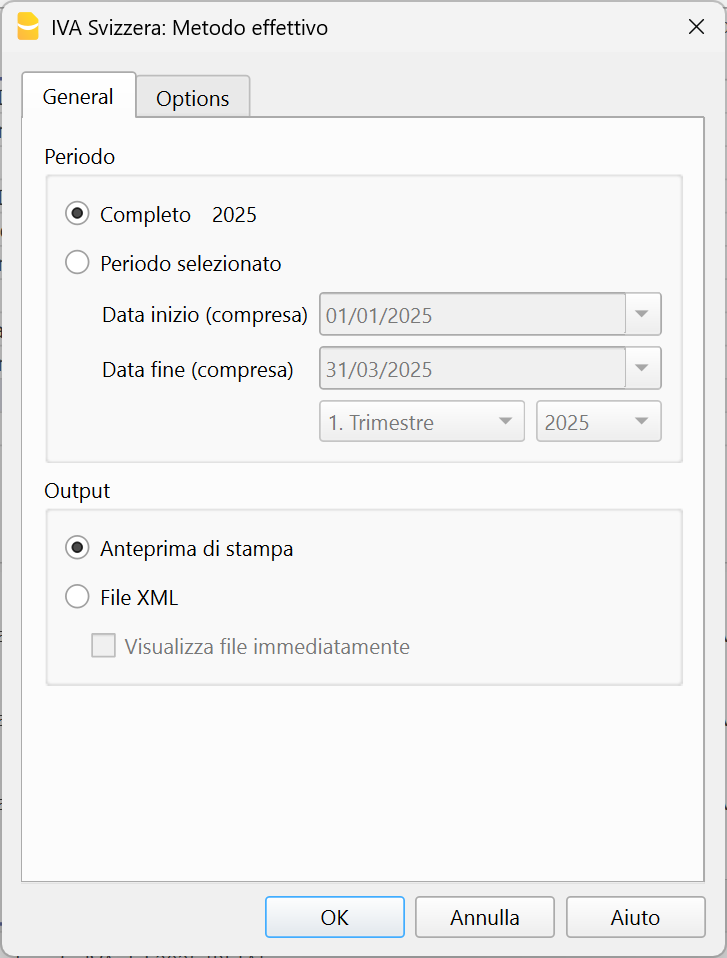 IVA Svizzera: Metodo effettivo
General Options
Periodo
Completo 2025
Periodo selezionato
Data inizio (compresa) 01/01/2025
Data fine (compresa) 31/03/2025
1. Trimestre 2025
Output
Anteprima di stampa
File XML
Visualizza file immediatamente
OK Annulla Aiuto